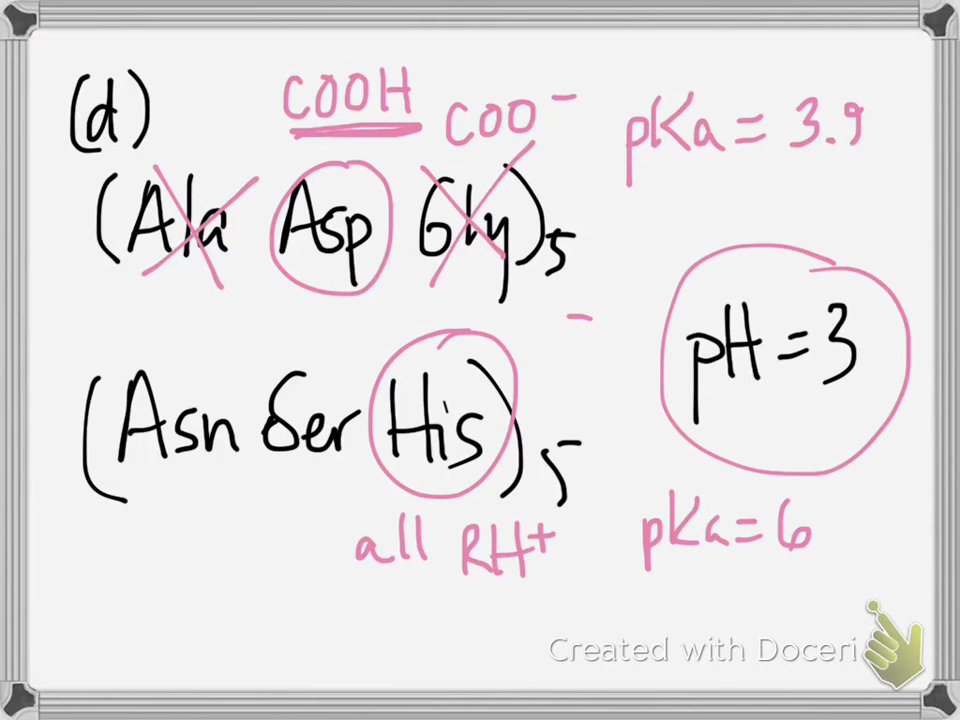 (d) COOH COO⁻ pKa = 3.9
(Ala Asp Gly)₅
pH = 3
(Asn Ser His)₅
all RH+ pKa = 6
Created with Doceri